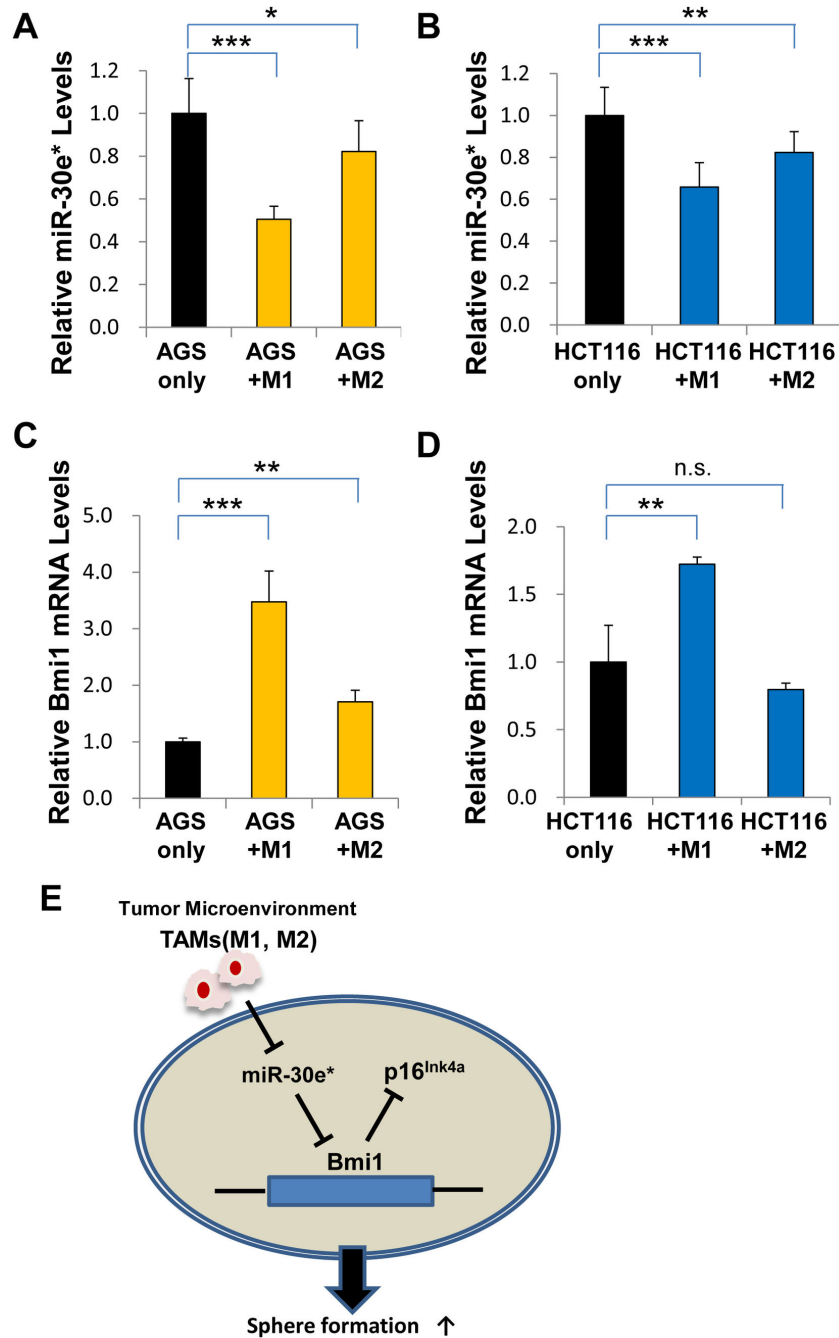 A
*
***
Relative miR-30e* Levels
1.2
1.0
0.8
0.6
0.4
0.2
0.0
AGS only
AGS +M1
AGS +M2
B
**
***
Relative miR-30e* Levels
1.2
1.0
0.8
0.6
0.4
0.2
0.0
HCT116 only
HCT116 +M1
HCT116 +M2
C
**
***
Relative Bmi1 mRNA Levels
5.0
4.0
3.0
2.0
1.0
0.0
AGS only
AGS +M1
AGS +M2
D
n.s.
**
Relative Bmi1 mRNA Levels
2.0
1.5
1.0
0.5
0.0
HCT116 only
HCT116 +M1
HCT116 +M2
E
Tumor Microenvironment
TAMs(M1, M2)
miR-30e*
p16Ink4a
Bmi1
Sphere formation ↑